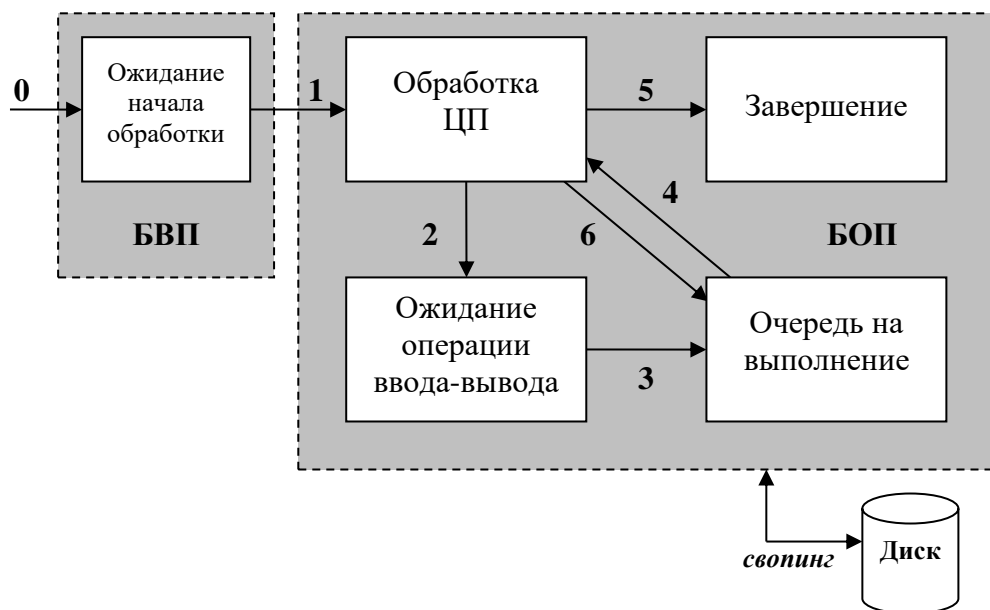 0
Ожидание
начала
обработки
БВП
1
Обработка
ЦП
5
Завершение
2
6
4
БОП
Ожидание
операции
ввода-вывода
3
Очередь на
выполнение
свопинг
Диск